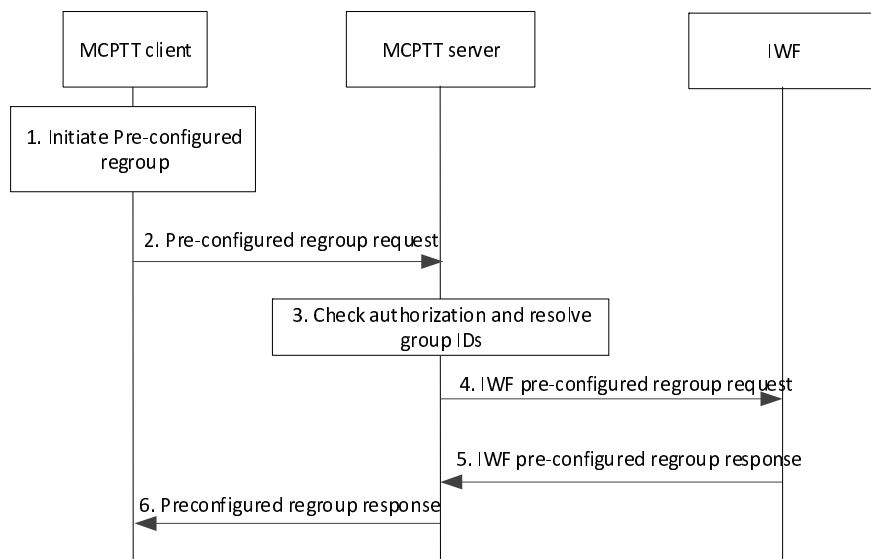 MCPTT client
MCPTT server
IWF
1. Initiate Pre-configured
regroup
2. Pre-configured regroup request
3. Check authorization and resolve
group IDs
4. IWF pre-configured regroup request
5. IWF pre-configured regroup response
6. Preconfigured regroup response